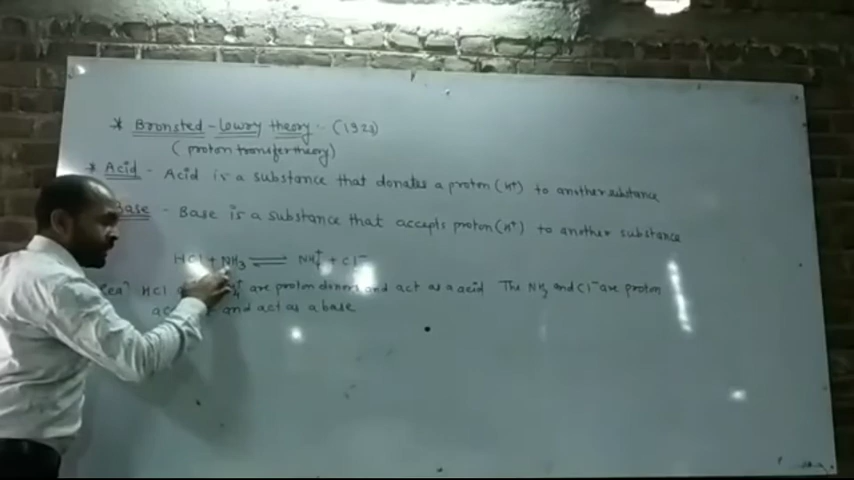 * Bronsted-Lowry theory:- (1923)
(proton transfer theory)
* Acid - Acid is a substance that donates a proton (H⁺) to another substance
Base - Base is a substance that accepts proton (H⁺) to another substance
HCl + NH₃ ⇌ NH₄⁺ + Cl⁻
HCl are proton donors and act as a acid The NH₃ and Cl⁻ are proton
and act as a base